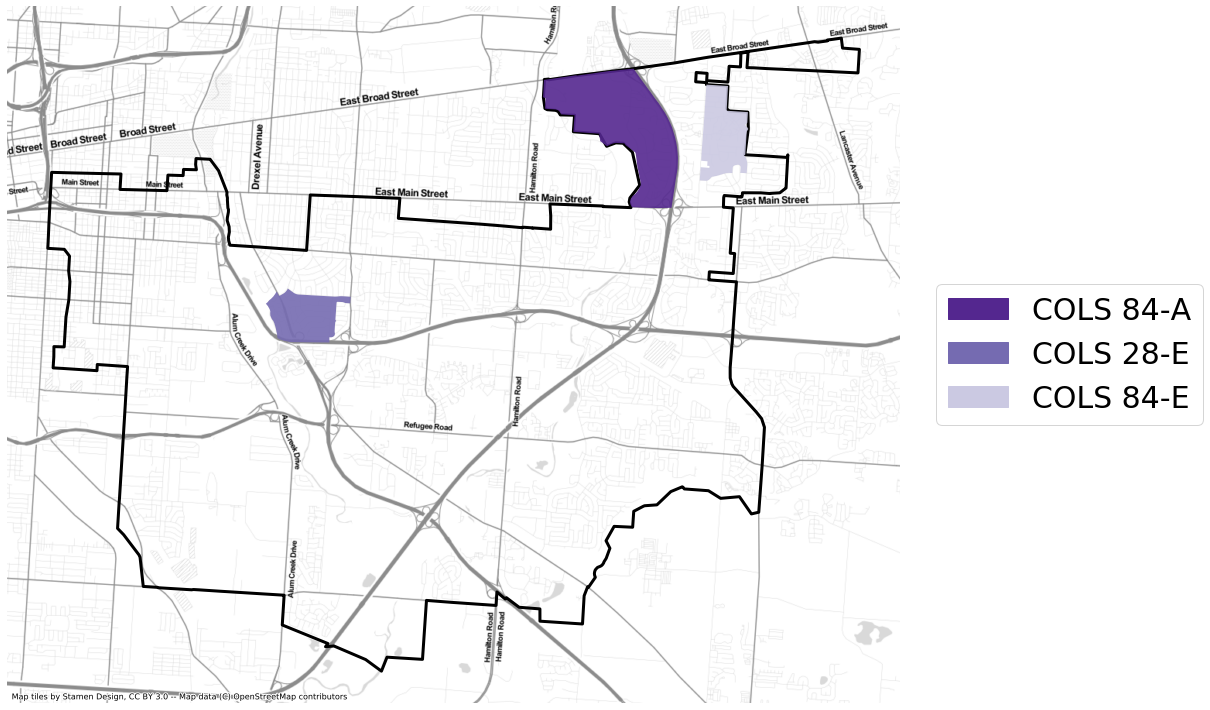 Hamilton R
East Broad Street
East Broad Street
East Broad Street
Broad Street
Broad Street
d Street
Drexel Avenue
Hamilton Road
Lancaster Avenue
Main Street
Main Street
Street
East Main Street
East Main Street
East Main Street
Alum Creek Drive
Hamilton Road
Refugee Road
Alum Creek Drive
Alum Creek Drive
Hamilton Road
Hamilton Road
COLS 84-A
COLS 28-E
COLS 84-E
Map tiles by Stamen Design, CC BY 3.0 -- Map data (C) OpenStreetMap contributors